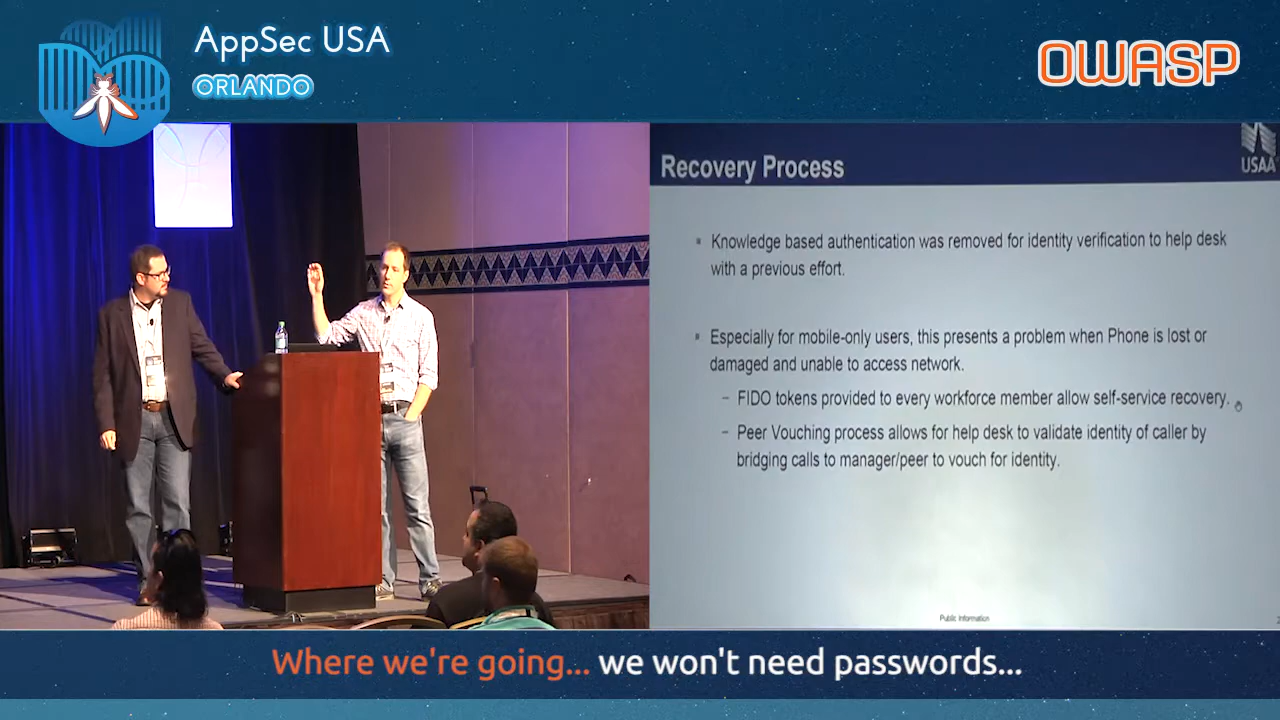 AppSec USA
ORLANDO
OWASP
USAA
Recovery Process
▪ Knowledge based authentication was removed for identity verification to help desk
with a previous effort.
▪ Especially for mobile-only users, this presents a problem when Phone is lost or
damaged and unable to access network.
– FIDO tokens provided to every workforce member allow self-service recovery.
– Peer Vouching process allows for help desk to validate identity of caller by
bridging calls to manager/peer to vouch for identity.
Public Information
Where we're going... we won't need passwords...